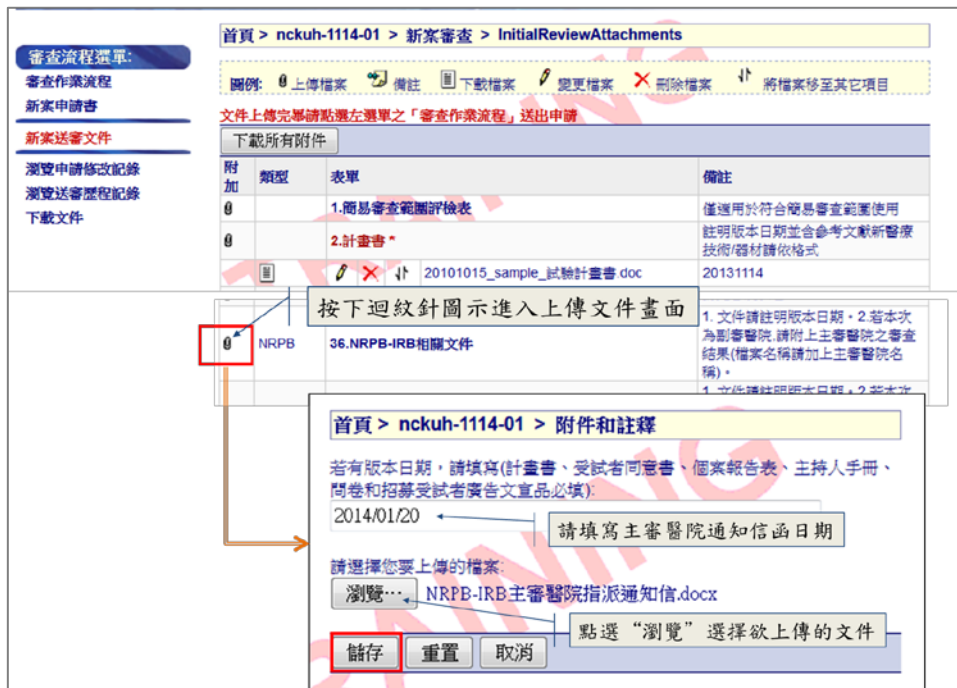 首頁 > nckuh-1114-01 > 新案審查 > InitialReviewAttachments
審查流程選單:
審查作業流程
新案申請書
新案送審文件
瀏覽申請修改記錄
瀏覽送審歷程記錄
下載文件
圖例: 上傳檔案 備註 下載檔案 變更檔案 刪除檔案 將檔案移至其它項目
文件上傳完畢請點選左選單之「審查作業流程」送出申請
下載所有附件
附加 類型 表單 備註
1.簡易審查範圍評檢表 僅適用於符合簡易審查範圍使用
2.計畫書* 註明版本日期並含參考文獻新醫療
技術/器材請依格式
20101015_sample_試驗計畫書.doc 20131114
按下迴紋針圖示進入上傳文件畫面
NRPB 36.NRPB-IRB相關文件
1. 文件請註明版本日期。2.若本次
為副審醫院,請附上主審醫院之審查
結果(檔案名稱請加上主審醫院名
稱)。
1. 文件請註明版本日期。2.若本次
首頁 > nckuh-1114-01 > 附件和註釋
若有版本日期，請填寫(計畫書、受試者同意書、個案報告表、主持人手冊、
問卷和招募受試者廣告文宣品必填):
2014/01/20
請填寫主審醫院通知信函日期
請選擇您要上傳的檔案:
瀏覽… NRPB-IRB主審醫院指派通知信.docx
點選“瀏覽”選擇欲上傳的文件
儲存 重置 取消
TRAINING
TRAINING